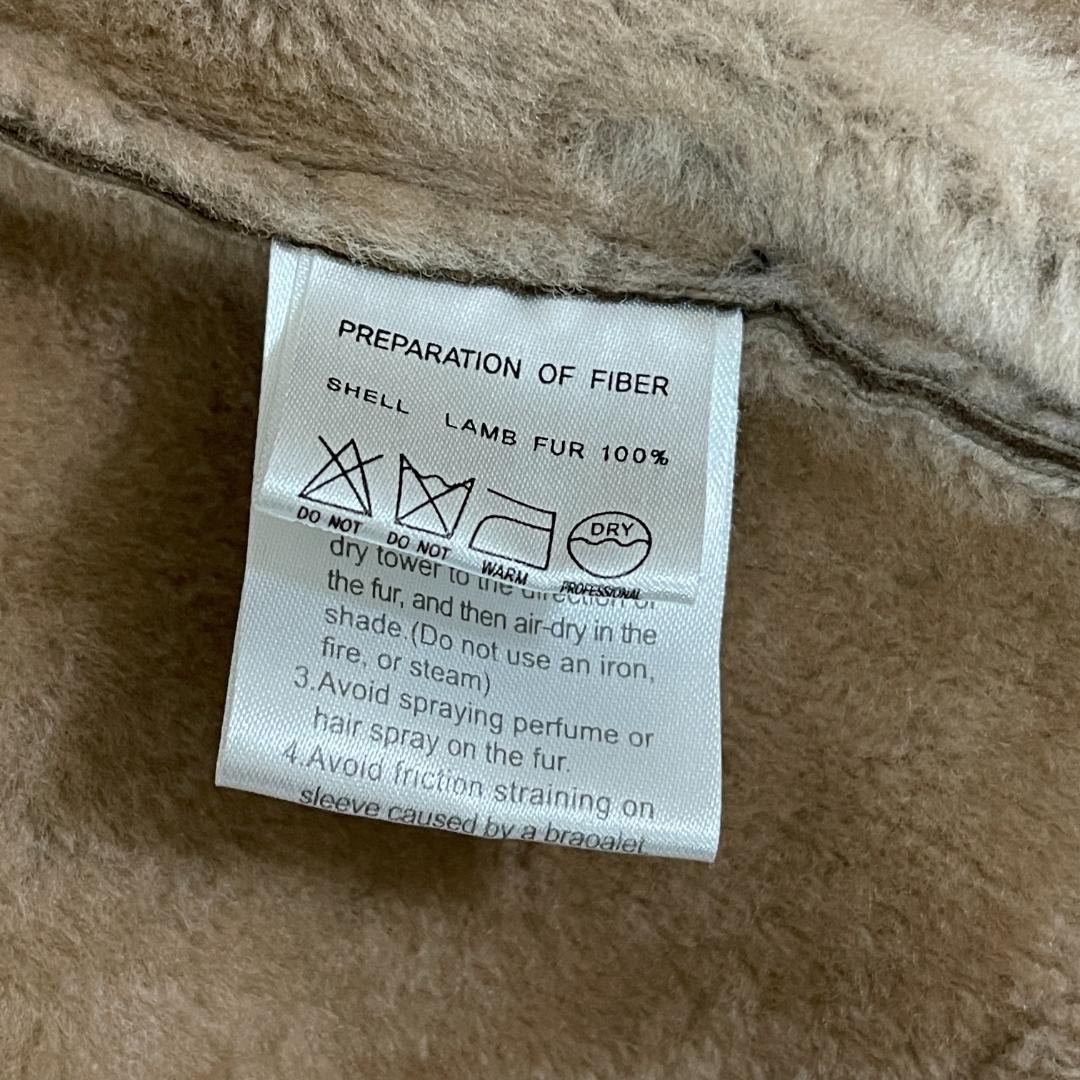 PREPARATION OF FIBER
SHELL LAMB FUR 100%
DO NOT DO NOT WARM DRY PROFESSIONAL
dry tower to the direction of
the fur, and then air-dry in the
shade.(Do not use an iron,
fire, or steam)
3.Avoid spraying perfume or
hair spray on the fur.
4.Avoid friction straining on
sleeve caused by a braoalet